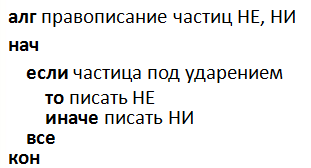 алг правописание частиц НЕ, НИ
нач
если частица под ударением
то писать НЕ
иначе писать НИ
все
кон